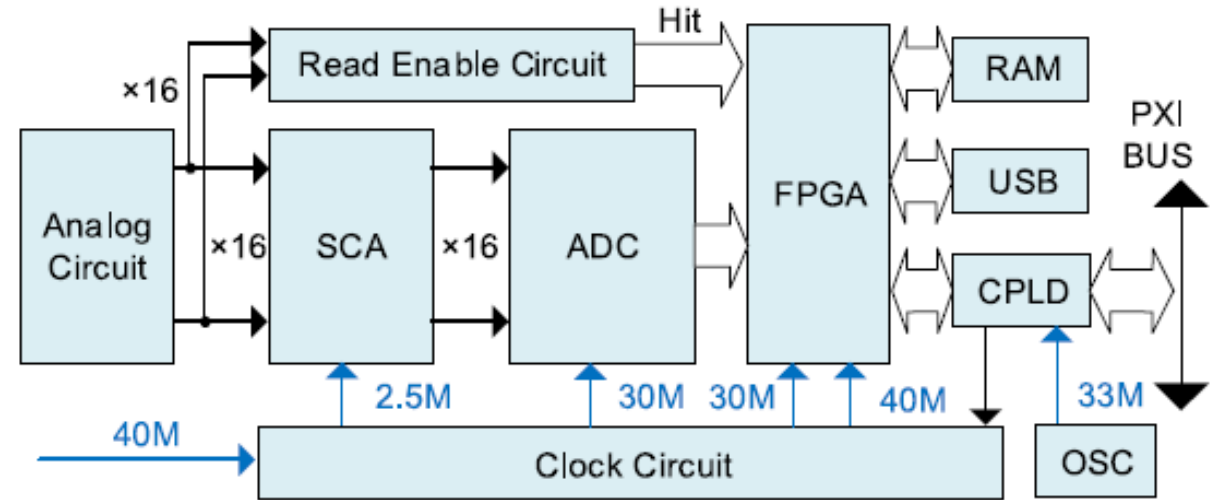 Hit
Read Enable Circuit
RAM
×16
PXI
BUS
Analog
Circuit
×16
SCA
×16
ADC
FPGA
USB
CPLD
2.5M
30M
30M
40M
33M
40M
Clock Circuit
OSC